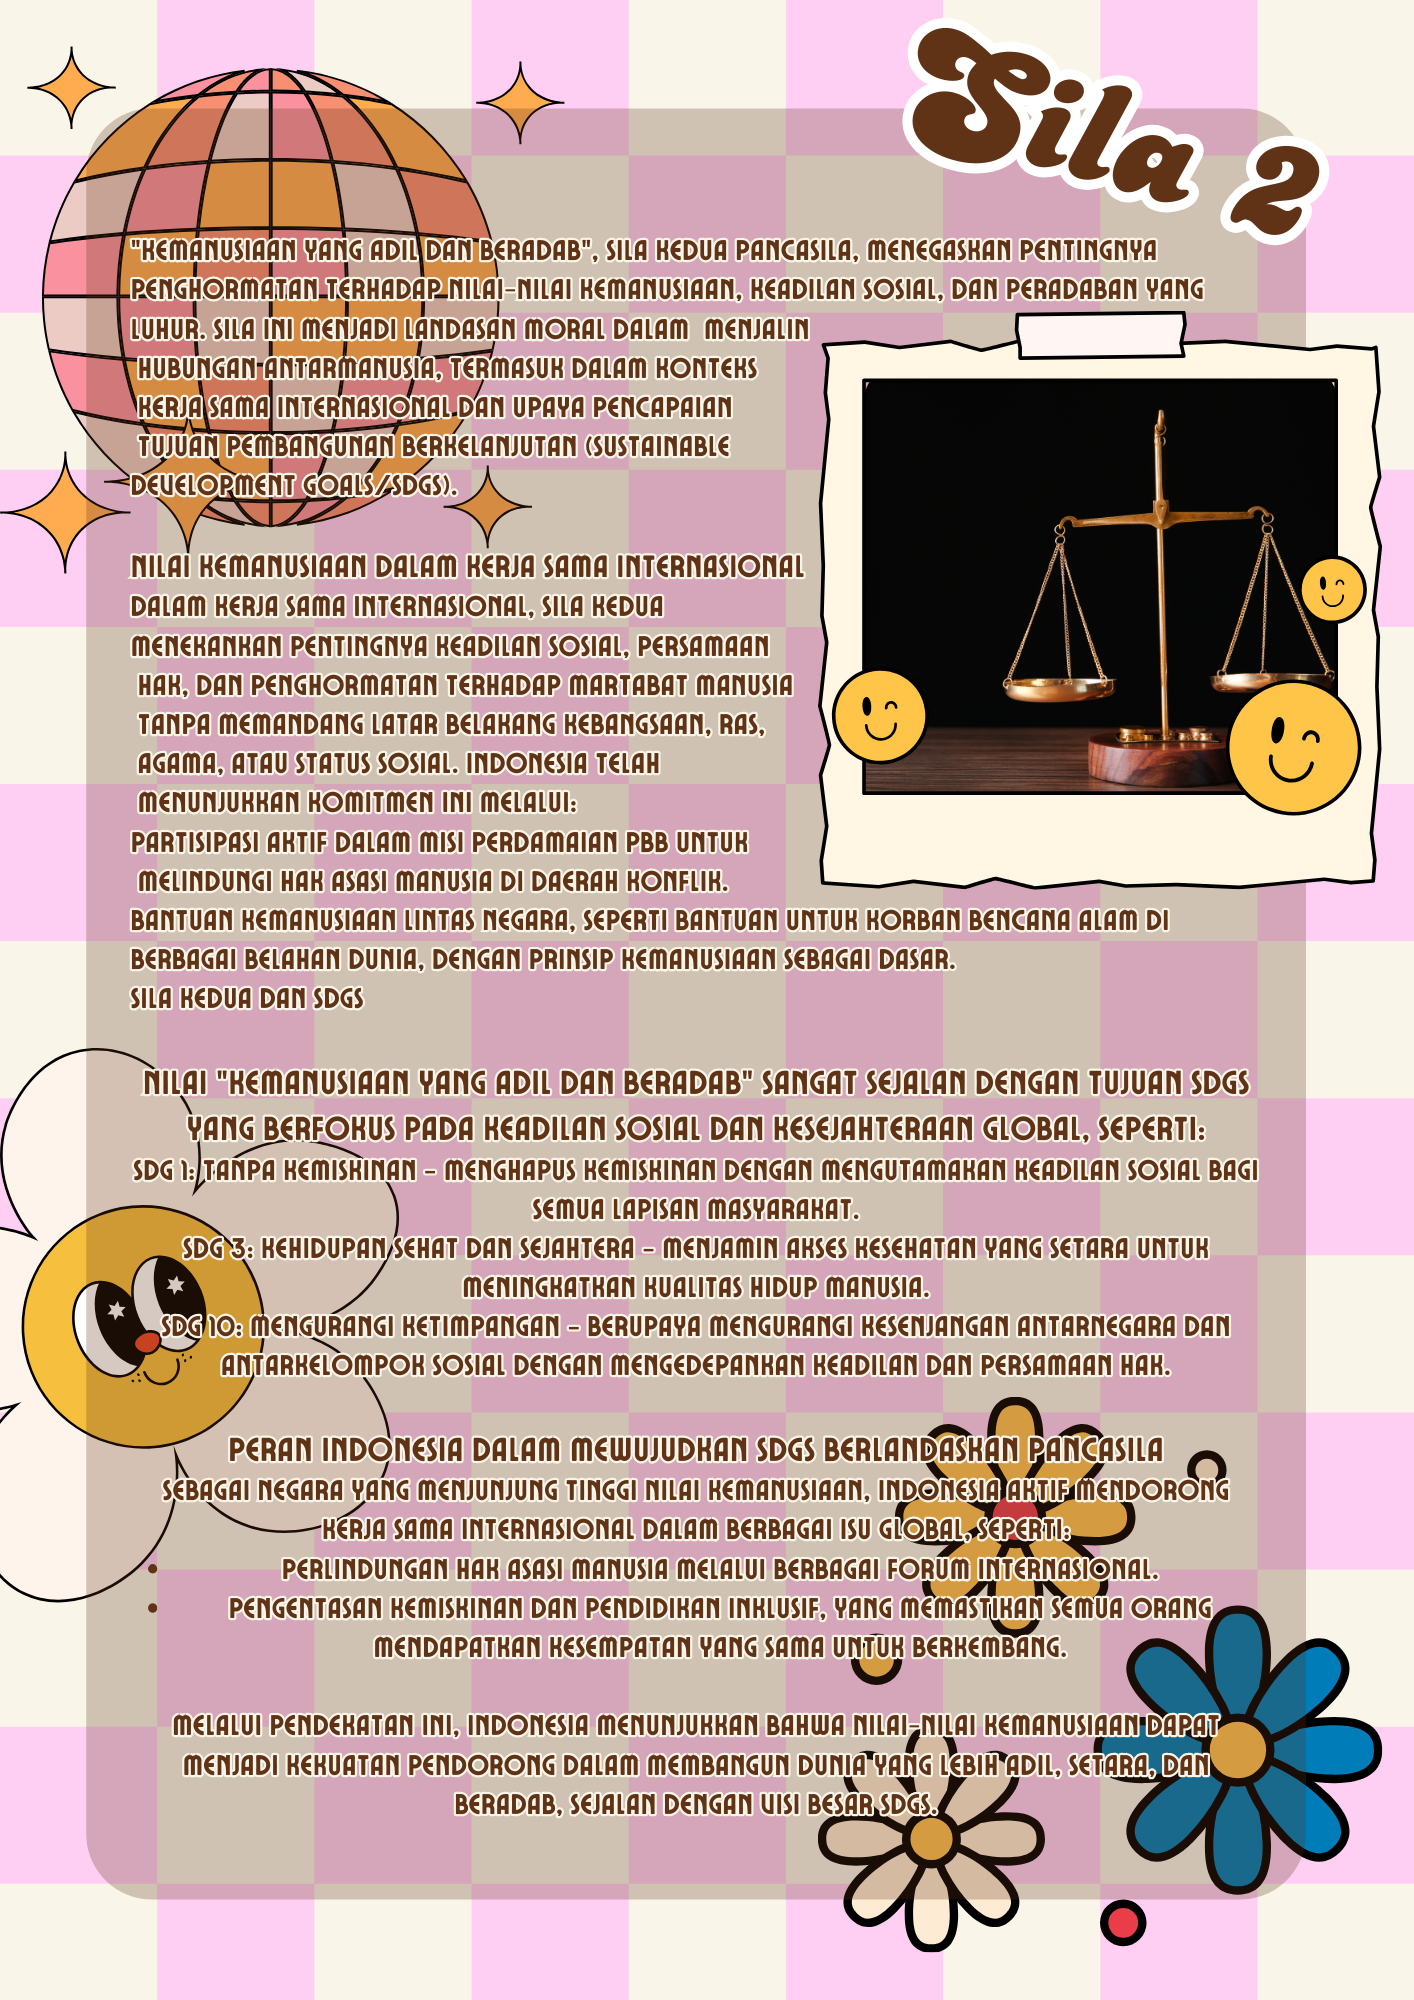 Sila 2
"KEMANUSIAAN YANG ADIL DAN BERADAB", SILA KEDUA PANCASILA, MENEGASKAN PENTINGNYA
PENGHORMATAN TERHADAP NILAI-NILAI KEMANUSIAAN, KEADILAN SOSIAL, DAN PERADABAN YANG
LUHUR. SILA INI MENJADI LANDASAN MORAL DALAM MENJALIN
HUBUNGAN ANTARMANUSIA, TERMASUK DALAM KONTEKS
KERJA SAMA INTERNASIONAL DAN UPAYA PENCAPAIAN
TUJUAN PEMBANGUNAN BERKELANJUTAN (SUSTAINABLE
DEVELOPMENT GOALS/SDGS).
NILAI KEMANUSIAAN DALAM KERJA SAMA INTERNASIONAL
DALAM KERJA SAMA INTERNASIONAL, SILA KEDUA
MENEKANKAN PENTINGNYA KEADILAN SOSIAL, PERSAMAAN
HAK, DAN PENGHORMATAN TERHADAP MARTABAT MANUSIA
TANPA MEMANDANG LATAR BELAKANG KEBANGSAAN, RAS,
AGAMA, ATAU STATUS SOSIAL. INDONESIA TELAH
MENUNJUKKAN KOMITMEN INI MELALUI:
PARTISIPASI AKTIF DALAM MISI PERDAMAIAN PBB UNTUK
MELINDUNGI HAK ASASI MANUSIA DI DAERAH KONFLIK.
BANTUAN KEMANUSIAAN LINTAS NEGARA, SEPERTI BANTUAN UNTUK KORBAN BENCANA ALAM DI
BERBAGAI BELAHAN DUNIA, DENGAN PRINSIP KEMANUSIAAN SEBAGAI DASAR.
SILA KEDUA DAN SDGS
NILAI "KEMANUSIAAN YANG ADIL DAN BERADAB" SANGAT SEJALAN DENGAN TUJUAN SDGS
YANG BERFOKUS PADA KEADILAN SOSIAL DAN KESEJAHTERAAN GLOBAL, SEPERTI:
SDG 1: TANPA KEMISKINAN – MENGHAPUS KEMISKINAN DENGAN MENGUTAMAKAN KEADILAN SOSIAL BAGI
SEMUA LAPISAN MASYARAKAT.
SDG 3: KEHIDUPAN SEHAT DAN SEJAHTERA – MENJAMIN AKSES KESEHATAN YANG SETARA UNTUK
MENINGKATKAN KUALITAS HIDUP MANUSIA.
SDG 10: MENGURANGI KETIMPANGAN – BERUPAYA MENGURANGI KESENJANGAN ANTARNEGARA DAN
ANTARKELOMPOK SOSIAL DENGAN MENGEDEPANKAN KEADILAN DAN PERSAMAAN HAK.
PERAN INDONESIA DALAM MEWUJUDKAN SDGS BERLANDASKAN PANCASILA
SEBAGAI NEGARA YANG MENJUNJUNG TINGGI NILAI KEMANUSIAAN, INDONESIA AKTIF MENDORONG
KERJA SAMA INTERNASIONAL DALAM BERBAGAI ISU GLOBAL, SEPERTI:
• PERLINDUNGAN HAK ASASI MANUSIA MELALUI BERBAGAI FORUM INTERNASIONAL.
• PENGENTASAN KEMISKINAN DAN PENDIDIKAN INKLUSIF, YANG MEMASTIKAN SEMUA ORANG
MENDAPATKAN KESEMPATAN YANG SAMA UNTUK BERKEMBANG.
MELALUI PENDEKATAN INI, INDONESIA MENUNJUKKAN BAHWA NILAI-NILAI KEMANUSIAAN DAPAT
MENJADI KEKUATAN PENDORONG DALAM MEMBANGUN DUNIA YANG LEBIH ADIL, SETARA, DAN
BERADAB, SEJALAN DENGAN VISI BESAR SDGS.